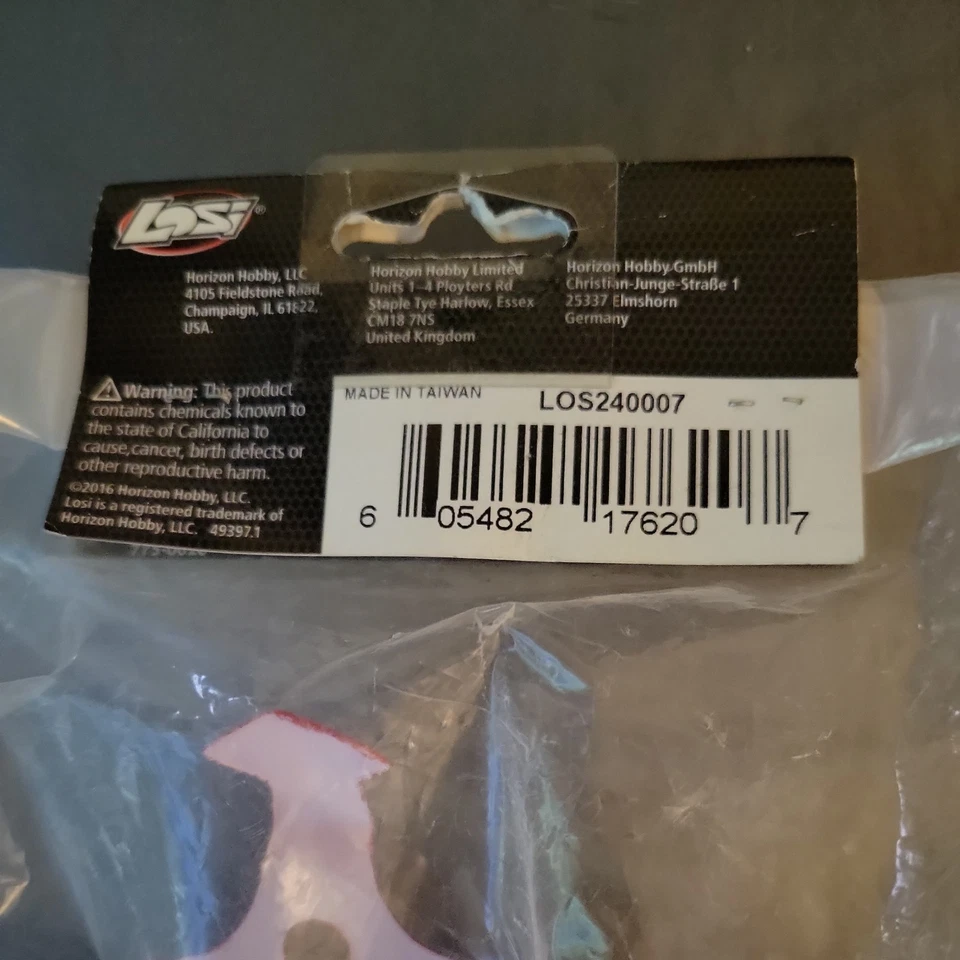 Losi®
Horizon Hobby, LLC
4105 Fieldstone Road,
Champaign, IL 61822,
USA.
Horizon Hobby Limited
Units 1-4 Ployters Rd
Staple Tye Harlow, Essex
CM18 7NS
United Kingdom
Horizon Hobby GmbH
Christian-Junge-Straße 1
25337 Elmshorn
Germany
Warning: This product
contains chemicals known to
the state of California to
cause cancer, birth defects or
other reproductive harm.
©2016 Horizon Hobby, LLC.
Losi is a registered trademark of
Horizon Hobby, LLC. 49397.1
MADE IN TAIWAN LOS240007
6 05482 17620 7